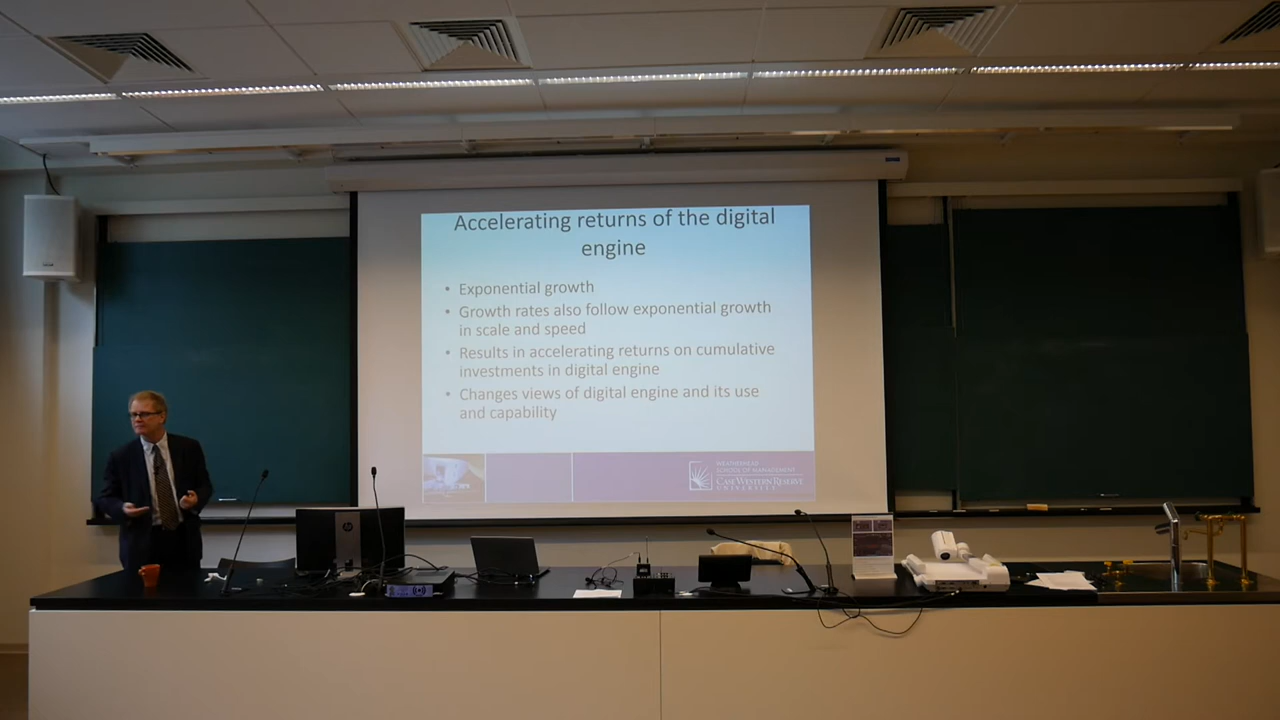 Accelerating returns of the digital
engine
• Exponential growth
• Growth rates also follow exponential growth
in scale and speed
• Results in accelerating returns on cumulative
investments in digital engine
• Changes views of digital engine and its use
and capability
WEATHERHEAD
SCHOOL OF MANAGEMENT
CASE WESTERN RESERVE
UNIVERSITY
hp